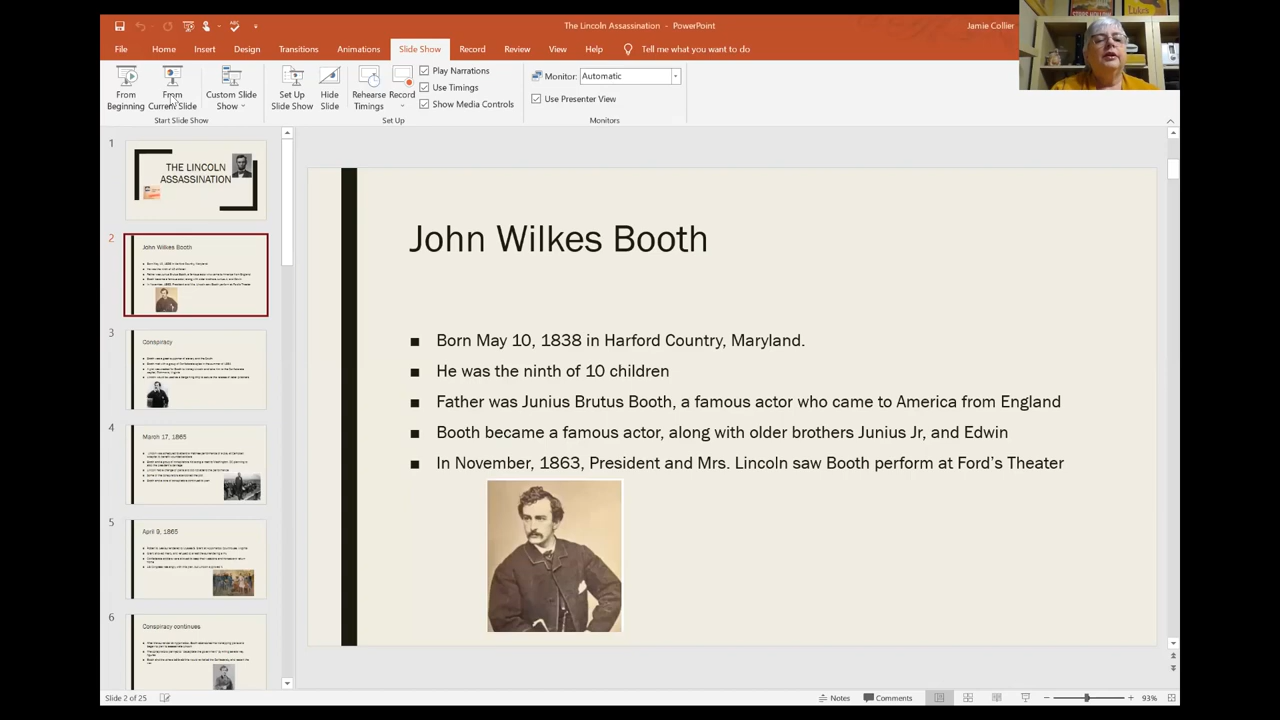 The Lincoln Assassination - PowerPoint
Jamie Collier
File Home Insert Design Transitions Animations Slide Show Record Review View Help Tell me what you want to do
From Beginning
From Current Slide
Custom Slide Show
Start Slide Show
Set Up Slide Show
Hide Slide
Rehearse Timings
Record
Play Narrations
Use Timings
Show Media Controls
Set Up
Monitor: Automatic
Use Presenter View
Monitors
1
THE LINCOLN
ASSASSINATION
2
John Wilkes Booth
3
Conspiracy
4
March 17, 1865
5
April 9, 1865
6
Conspiracy continues
John Wilkes Booth
■ Born May 10, 1838 in Harford Country, Maryland.
■ He was the ninth of 10 children
■ Father was Junius Brutus Booth, a famous actor who came to America from England
■ Booth became a famous actor, along with older brothers Junius Jr, and Edwin
■ In November, 1863, President and Mrs. Lincoln saw Booth perform at Ford's Theater
Slide 2 of 25
Notes
Comments
93%